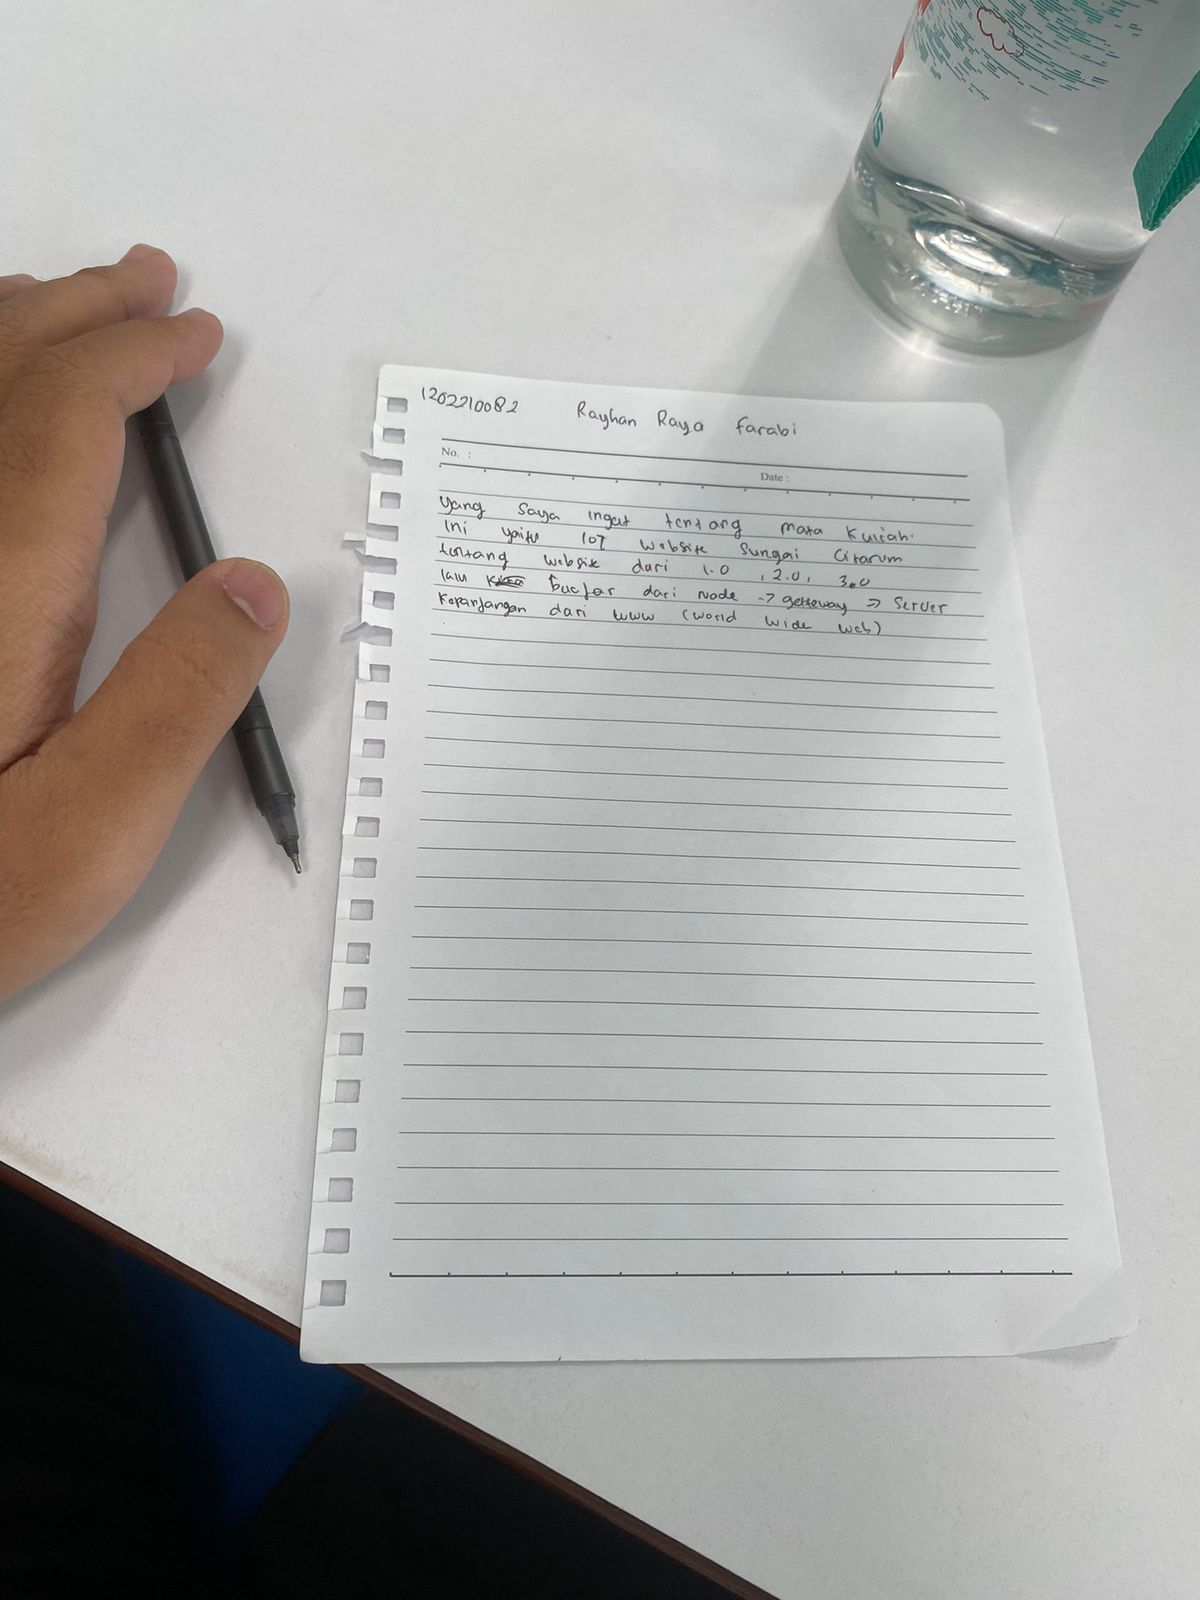 1202210082 Rayhan Raya Farabi
No. :
Date :
Yang saya ingat tentang mata kuliah
ini yaitu IOT website sungai citarum
tentang website dari 1.0 , 2.0 , 3.0
lalu dari Node -> getteway => Server
Kepanjangan dari www (world wide web)